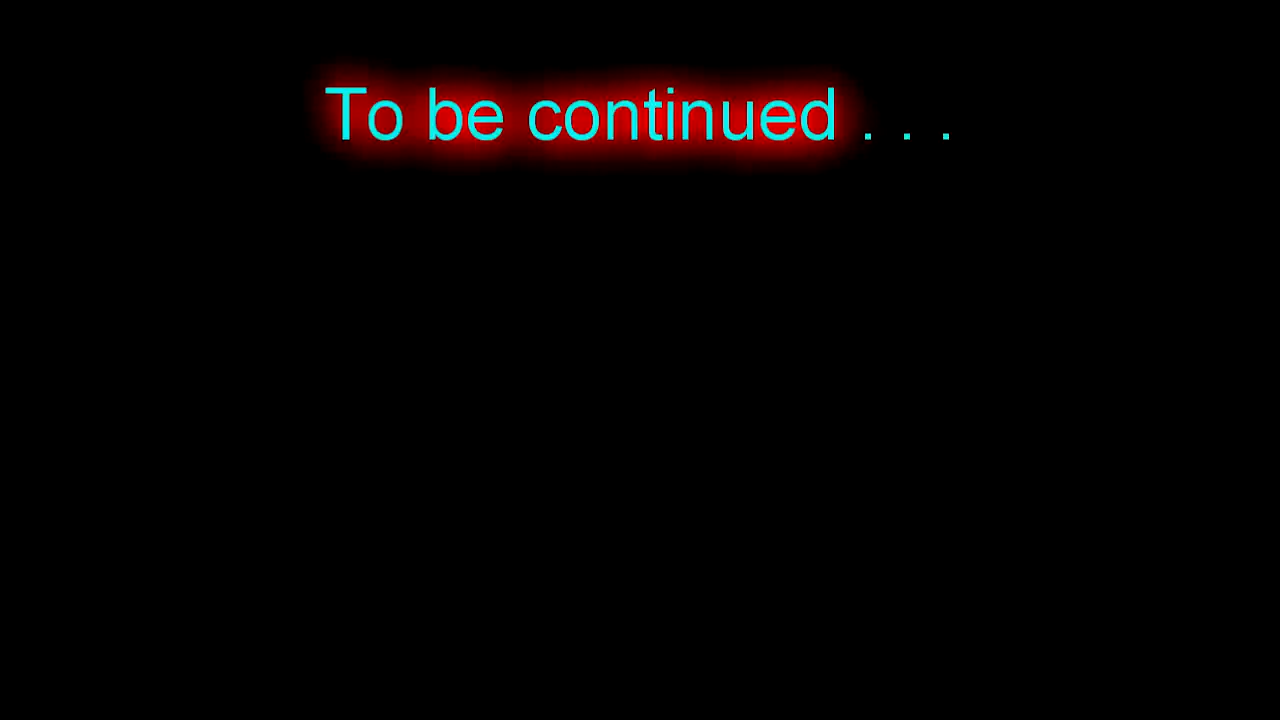 To be continued . . .